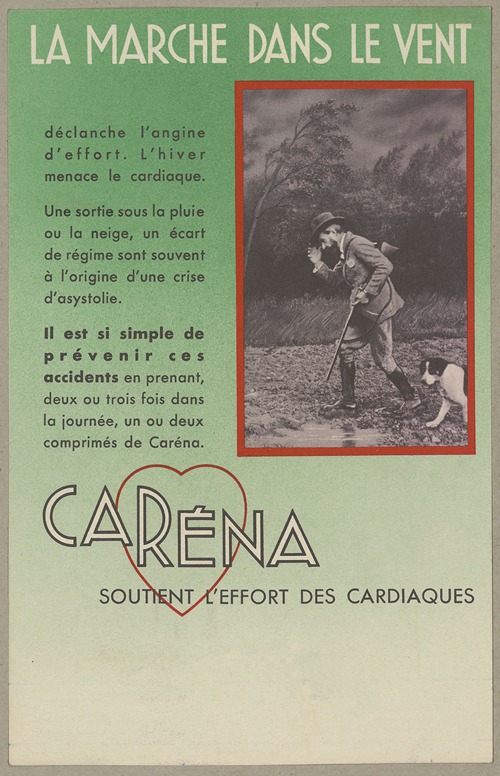 LA MARCHE DANS LE VENT
déclanche l'angine
d'effort. L'hiver
menace le cardiaque.
Une sortie sous la pluie
ou la neige, un écart
de régime sont souvent
à l'origine d'une crise
d'asystolie.
Il est si simple de
prévenir ces
accidents en prenant,
deux ou trois fois dans
la journée, un ou deux
comprimés de Caréna.
CARÉNA
SOUTIENT L'EFFORT DES CARDIAQUES